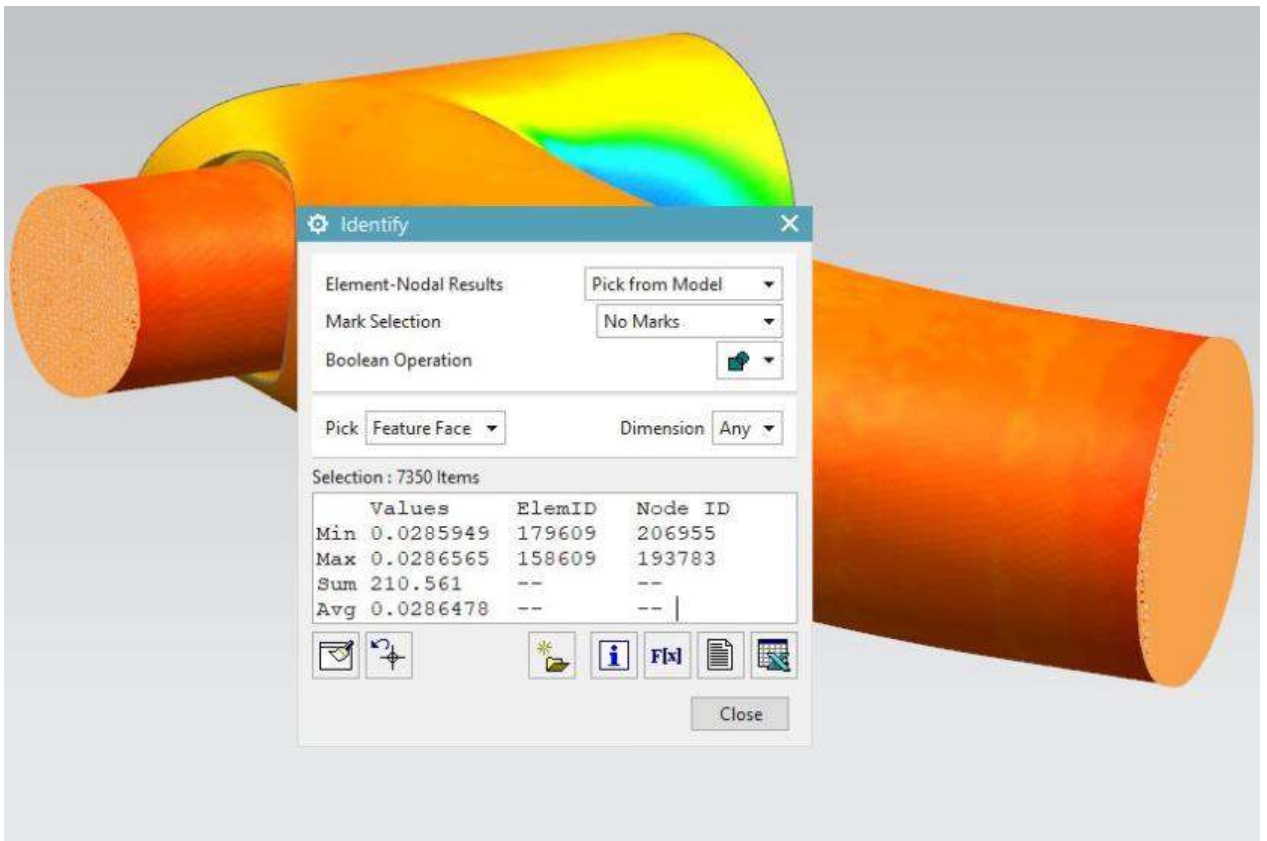 Identify
Element-Nodal Results Pick from Model
Mark Selection No Marks
Boolean Operation
Pick Feature Face Dimension Any
Selection : 7350 Items
Values ElemID Node ID
Min 0.0285949 179609 206955
Max 0.0286565 158609 193783
Sum 210.561 -- --
Avg 0.0286478 -- --
i F[x]
Close